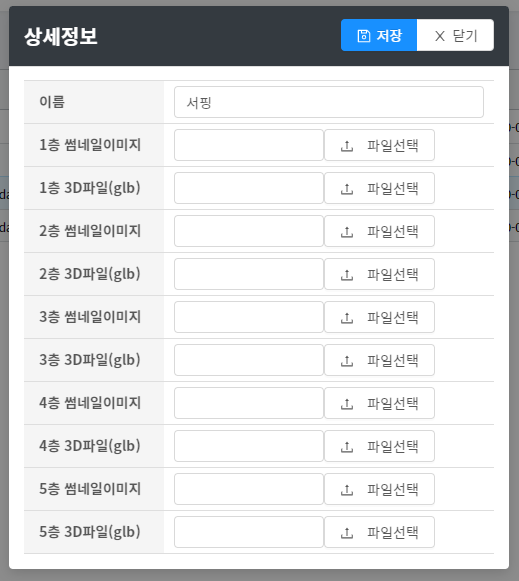 상세정보
저장
닫기
이름
서핑
1층 썸네일이미지
파일선택
1층 3D파일(glb)
파일선택
2층 썸네일이미지
파일선택
2층 3D파일(glb)
파일선택
3층 썸네일이미지
파일선택
3층 3D파일(glb)
파일선택
4층 썸네일이미지
파일선택
4층 3D파일(glb)
파일선택
5층 썸네일이미지
파일선택
5층 3D파일(glb)
파일선택